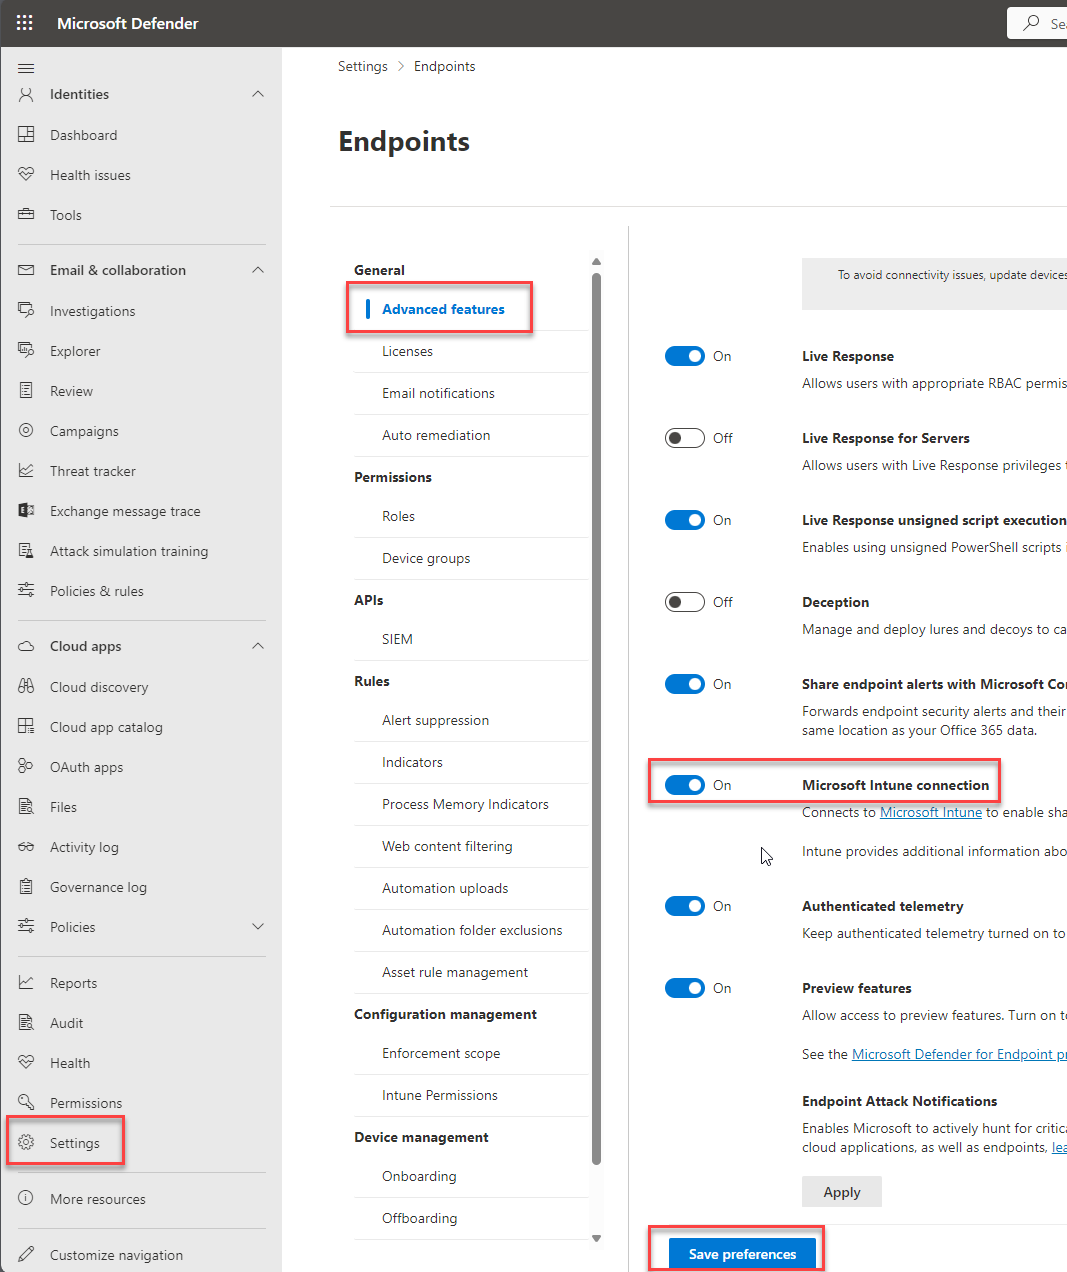 Microsoft Defender
Sea
Identities
Dashboard
Health issues
Tools
Email & collaboration
Investigations
Explorer
Review
Campaigns
Threat tracker
Exchange message trace
Attack simulation training
Policies & rules
Cloud apps
Cloud discovery
Cloud app catalog
OAuth apps
Files
Activity log
Governance log
Policies
Reports
Audit
Health
Permissions
Settings
More resources
Customize navigation
Settings > Endpoints
Endpoints
General
Advanced features
Licenses
Email notifications
Auto remediation
Permissions
Roles
Device groups
APIs
SIEM
Rules
Alert suppression
Indicators
Process Memory Indicators
Web content filtering
Automation uploads
Automation folder exclusions
Asset rule management
Configuration management
Enforcement scope
Intune Permissions
Device management
Onboarding
Offboarding
To avoid connectivity issues, update devices
On Live Response
Allows users with appropriate RBAC permis
Off Live Response for Servers
Allows users with Live Response privileges t
On Live Response unsigned script execution
Enables using unsigned PowerShell scripts i
Off Deception
Manage and deploy lures and decoys to ca
On Share endpoint alerts with Microsoft Co
Forwards endpoint security alerts and their
same location as your Office 365 data.
On Microsoft Intune connection
Connects to Microsoft Intune to enable sha
Intune provides additional information abo
On Authenticated telemetry
Keep authenticated telemetry turned on to
On Preview features
Allow access to preview features. Turn on to
See the Microsoft Defender for Endpoint pr
Endpoint Attack Notifications
Enables Microsoft to actively hunt for critica
cloud applications, as well as endpoints, lea
Apply
Save preferences